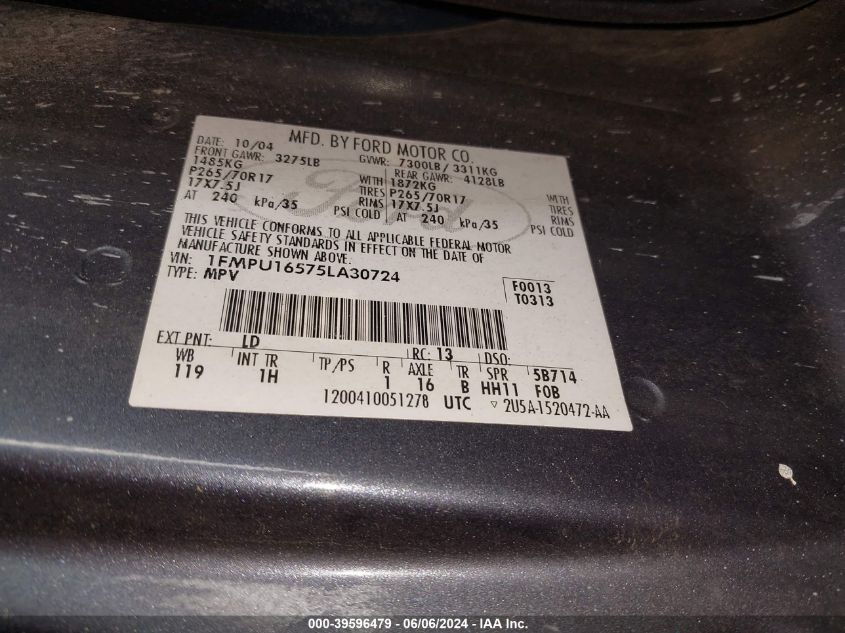 MFD. BY FORD MOTOR CO.
DATE: 10/04 GVWR: 7300LB/ 3311KG
FRONT GAWR: 3275LB REAR GAWR: 4128LB
1485KG WITH 1872KG WITH
P265/70R17 TIRES P265/70R17 TIRES
17X7.5J RIMS 17X7.5J RIMS
AT 240 kPa/35 PSI COLD AT 240 kPa/35 PSI COLD
THIS VEHICLE CONFORMS TO ALL APPLICABLE FEDERAL MOTOR
VEHICLE SAFETY STANDARDS IN EFFECT ON THE DATE OF
MANUFACTURE SHOWN ABOVE.
VIN: 1FMPU16575LA30724
TYPE: MPV
F0013
T0313
EXT PNT: LD RC: 13 DSO:
WB INT TR TP/PS R AXLE TR SPR 5B714
119 1H 1 16 B HH11 FOB
1200410051278 UTC ▽ 2U5A-1520472-AA
Ford
000-39596479 - 06/06/2024 - IAA Inc.